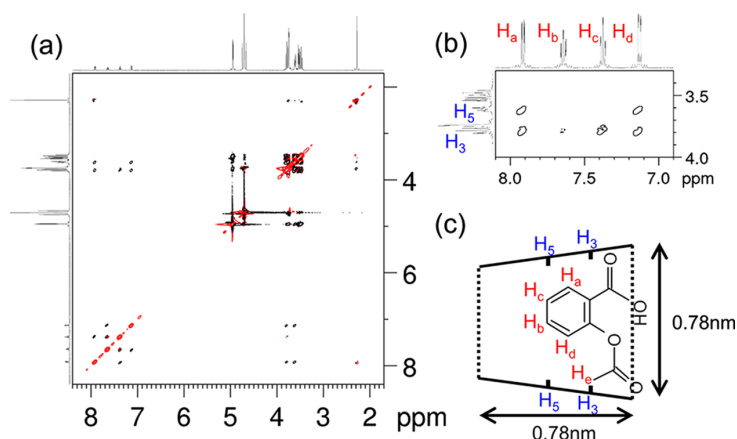 (a)
4
6
8
8 7 6 5 4 3 2 ppm
(b)
Ha Hb Hc Hd
H5
H3
3.5
4.0
8.0 7.5 7.0 ppm
(c)
H5 H3
Ha
O
Hc
OH
Hb
Hd
O
He
O
H5 H3
0.78nm
0.78nm